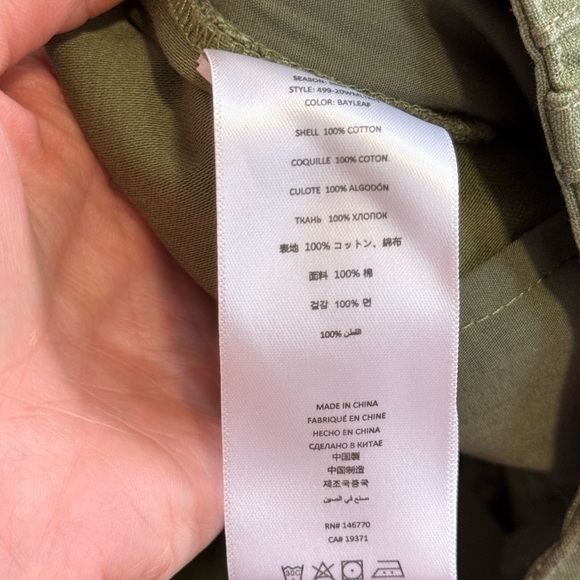 SEASON:
STYLE: 499-20WM
COLOR: BAYLEAF
SHELL 100% COTTON
COQUILLE 100% COTON
CULOTE 100% ALGODÓN
ТКАНЬ 100% ХЛОПОК
表地 100% コットン、綿布
面料 100% 棉
겉감 100% 면
100% القطن
MADE IN CHINA
FABRIQUÉ EN CHINE
HECHO EN CHINA
СДЕЛАНО В КИТАЕ
中国製
中国制造
제조국중국
صنع في الصين
RN# 146770
CA# 19371
30C